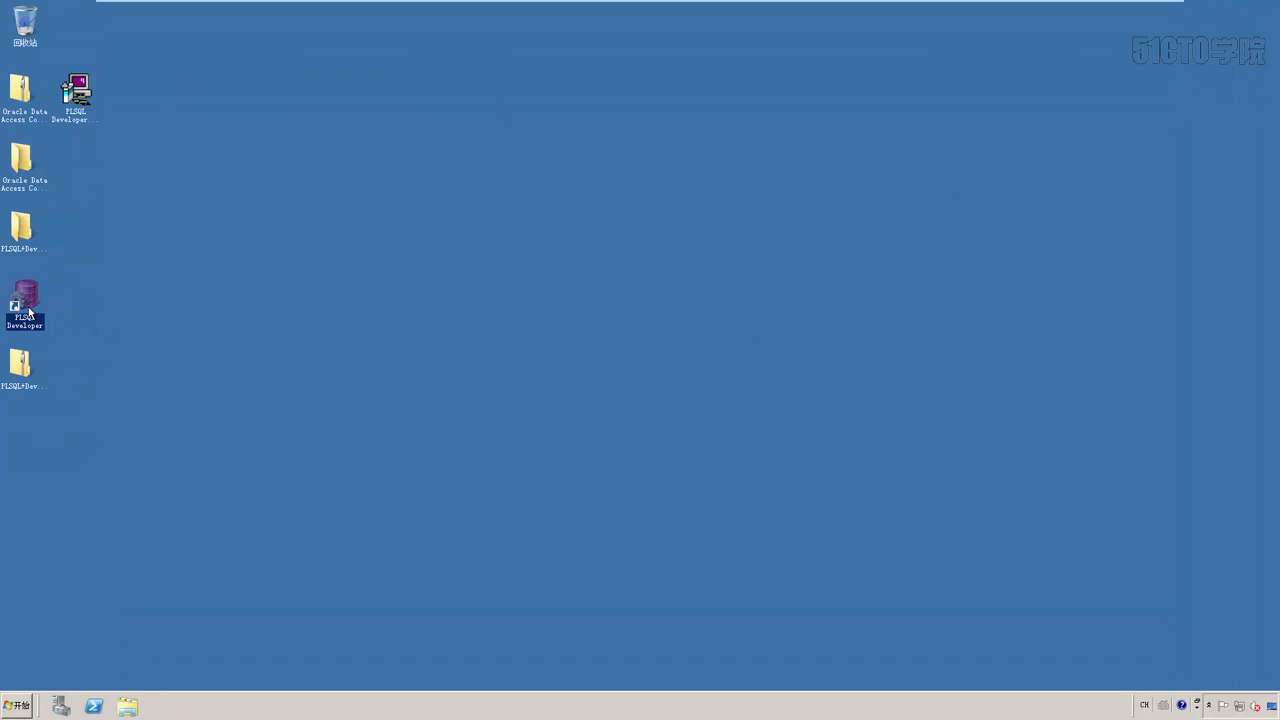 回收站
51CTO学院
Oracle Data
Access Co...
PLSQL
Developer...
Oracle Data
Access Co...
PLSQL+Dev...
PLSQL
Developer
PLSQL+Dev...
开始
CH